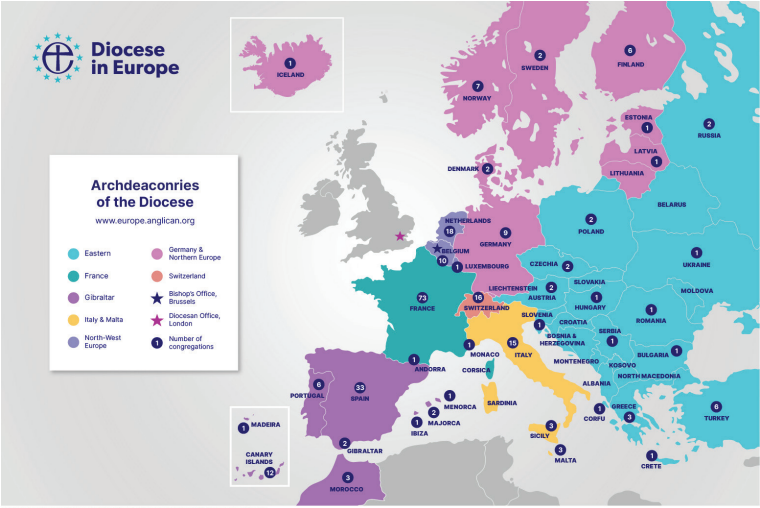 Diocese
in Europe
1
ICELAND
Archdeaconries
of the Diocese
www.europe.anglican.org
Eastern
France
Gibraltar
Italy & Malta
North-West
Europe
Germany &
Northern Europe
Switzerland
Bishop's Office,
Brussels
Diocesan Office,
London
1
Number of
congregations
7
NORWAY
2
SWEDEN
6
FINLAND
ESTONIA
1
2
RUSSIA
LATVIA
1
LITHUANIA
DENMARK
2
BELARUS
NETHERLANDS
18
9
GERMANY
2
POLAND
BELGIUM
10
1
LUXEMBOURG
CZECHIA
2
1
UKRAINE
SLOVAKIA
LIECHTENSTEIN
2
AUSTRIA
1
HUNGARY
MOLDOVA
73
FRANCE
16
SWITZERLAND
SLOVENIA
1
CROATIA
1
ROMANIA
BOSNIA &
HERZEGOVINA
SERBIA
1
1
MONACO
15
ITALY
BULGARIA
1
1
ANDORRA
CORSICA
MONTENEGRO
KOSOVO
NORTH MACEDONIA
ALBANIA
6
PORTUGAL
33
SPAIN
1
MENORCA
2
MAJORCA
1
IBIZA
SARDINIA
1
CORFU
GREECE
3
6
TURKEY
3
SICILY
3
MALTA
1
CRETE
1
MADEIRA
CANARY
ISLANDS
12
2
GIBRALTAR
3
MOROCCO